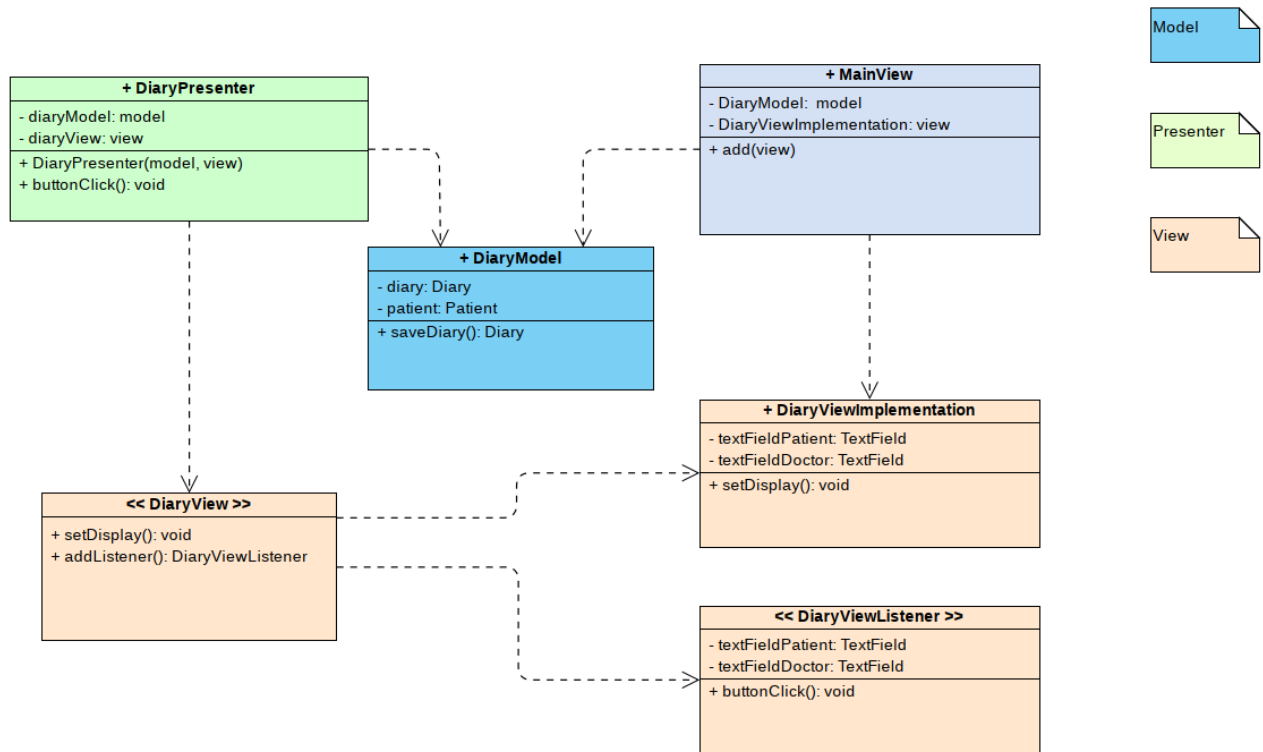 + DiaryPresenter
- diaryModel: model
- diaryView: view
+ DiaryPresenter(model, view)
+ buttonClick(): void
+ MainView
- DiaryModel:  model
- DiaryViewImplementation: view
+ add(view)
Model
Presenter
View
+ DiaryModel
- diary: Diary
- patient: Patient
+ saveDiary(): Diary
+ DiaryViewImplementation
- textFieldPatient: TextField
- textFieldDoctor: TextField
+ setDisplay(): void
<< DiaryView >>
+ setDisplay(): void
+ addListener(): DiaryViewListener
<< DiaryViewListener >>
- textFieldPatient: TextField
- textFieldDoctor: TextField
+ buttonClick(): void